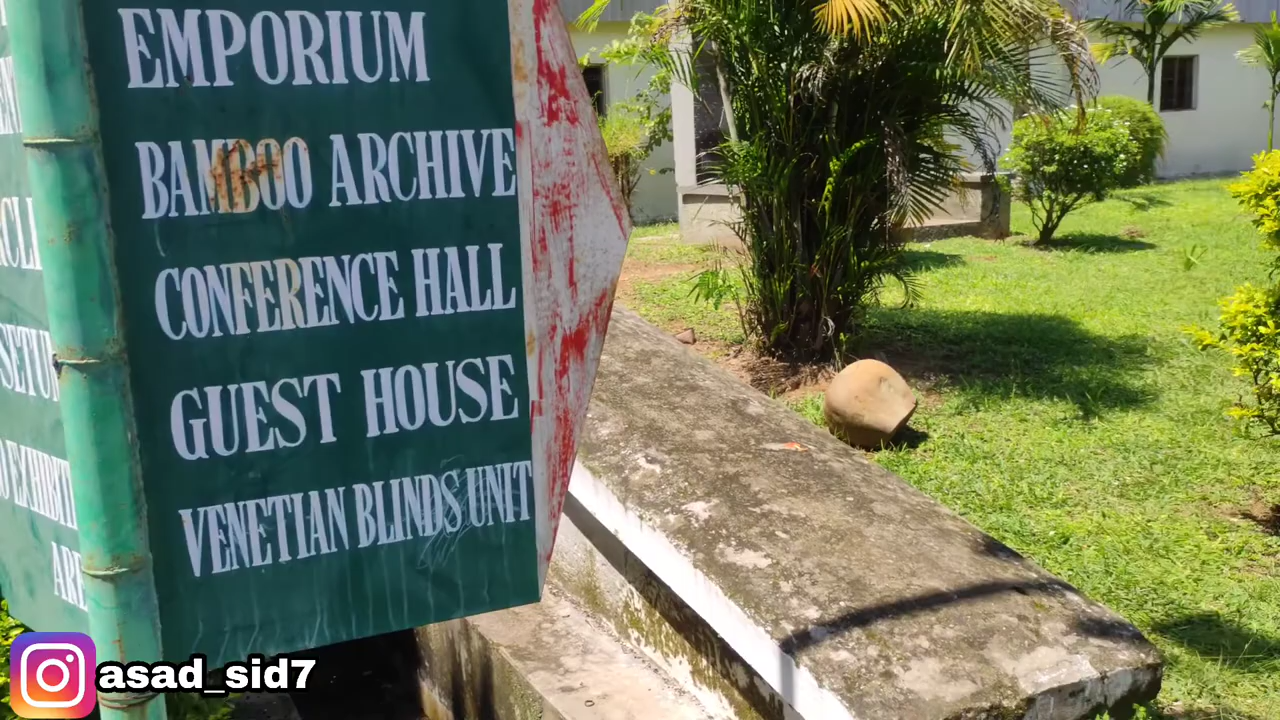 EMPORIUM
BAMBOO ARCHIVE
CONFERENCE HALL
GUEST HOUSE
VENETIAN BLINDS UNIT
asad_sid7